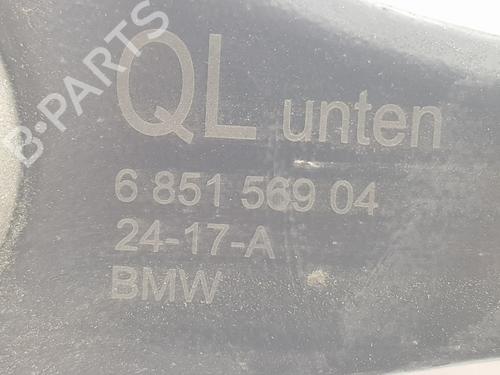 QL unten
6 851 569 04
24-17-A
BMW
B-PARTS